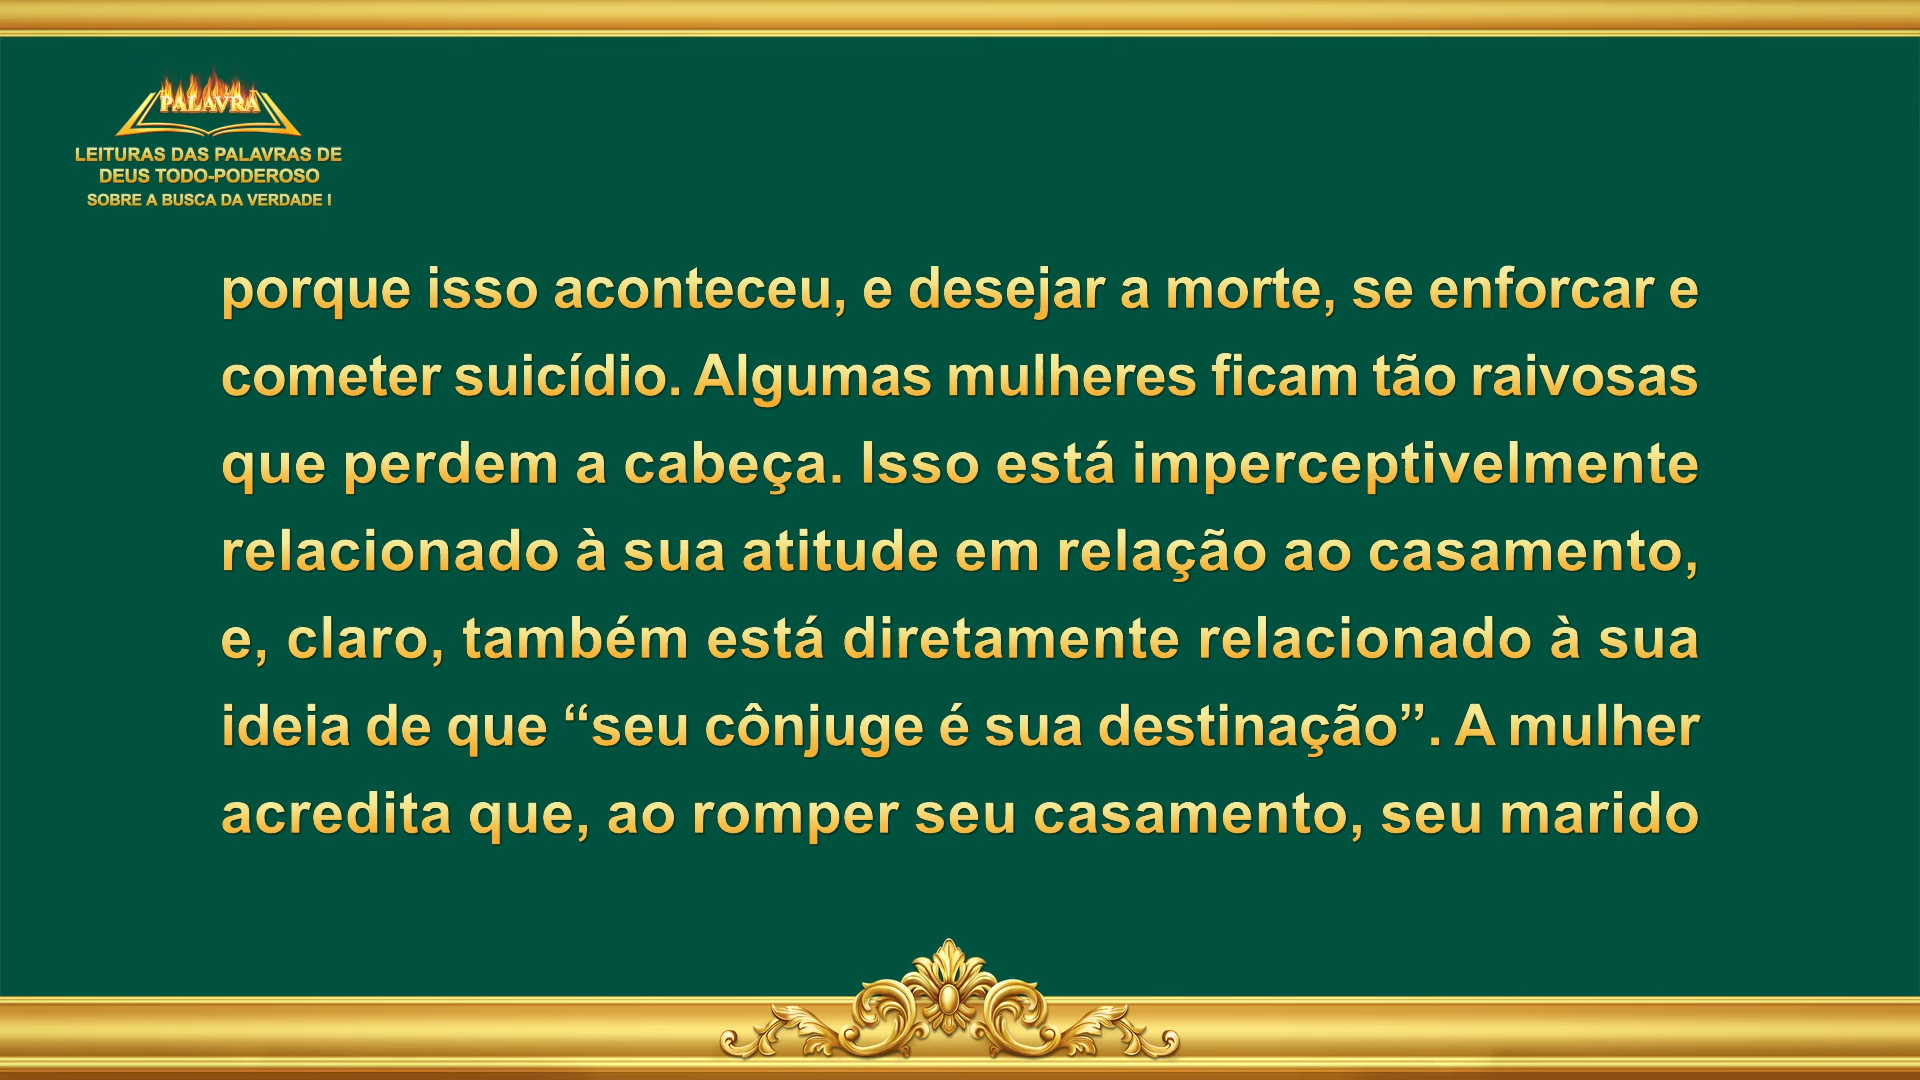 PALAVRA
LEITURAS DAS PALAVRAS DE
DEUS TODO-PODEROSO
SOBRE A BUSCA DA VERDADE I
porque isso aconteceu, e desejar a morte, se enforcar e
cometer suicídio. Algumas mulheres ficam tão raivosas
que perdem a cabeça. Isso está imperceptivelmente
relacionado à sua atitude em relação ao casamento,
e, claro, também está diretamente relacionado à sua
ideia de que “seu cônjuge é sua destinação”. A mulher
acredita que, ao romper seu casamento, seu marido